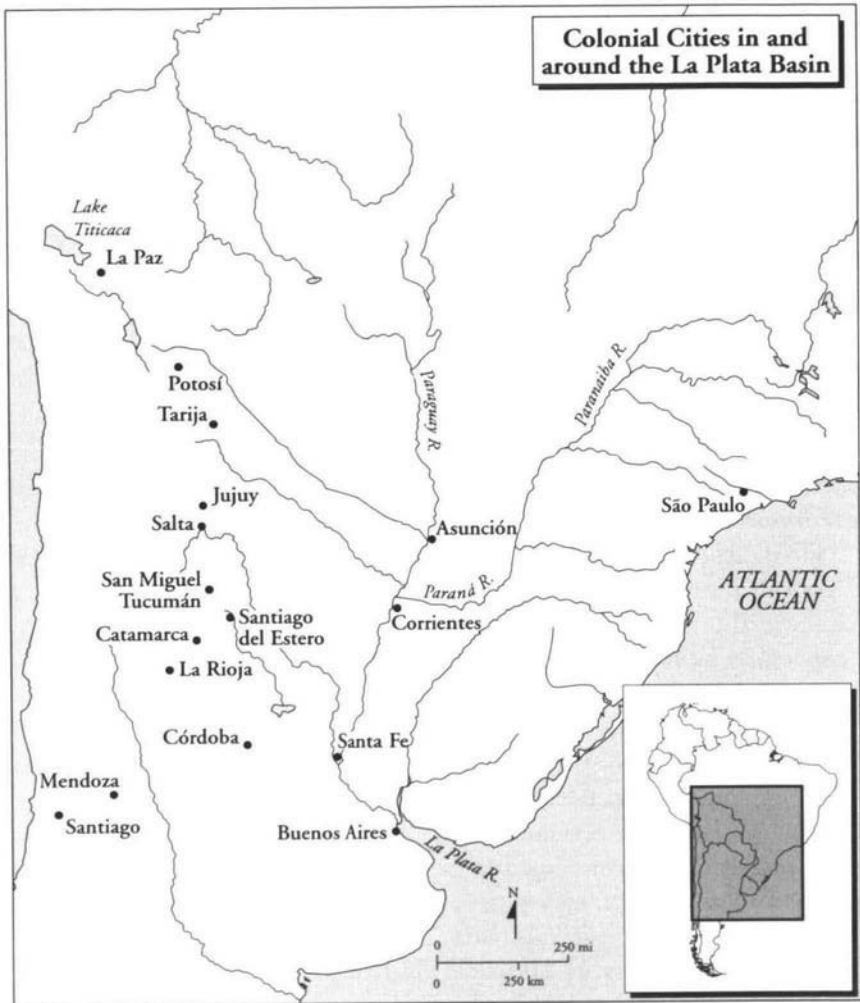 Colonial Cities in and
around the La Plata Basin
Lake
Titicaca
La Paz
Potosí
Tarija
Paraguay R.
Paranaiba R.
Jujuy
Salta
São Paulo
Asunción
San Miguel
Tucumán
Paraná R.
ATLANTIC
OCEAN
Santiago
del Estero
Corrientes
Catamarca
La Rioja
Córdoba
Santa Fe
Mendoza
Santiago
Buenos Aires
La Plata R.
N
0 250 mi
0 250 km